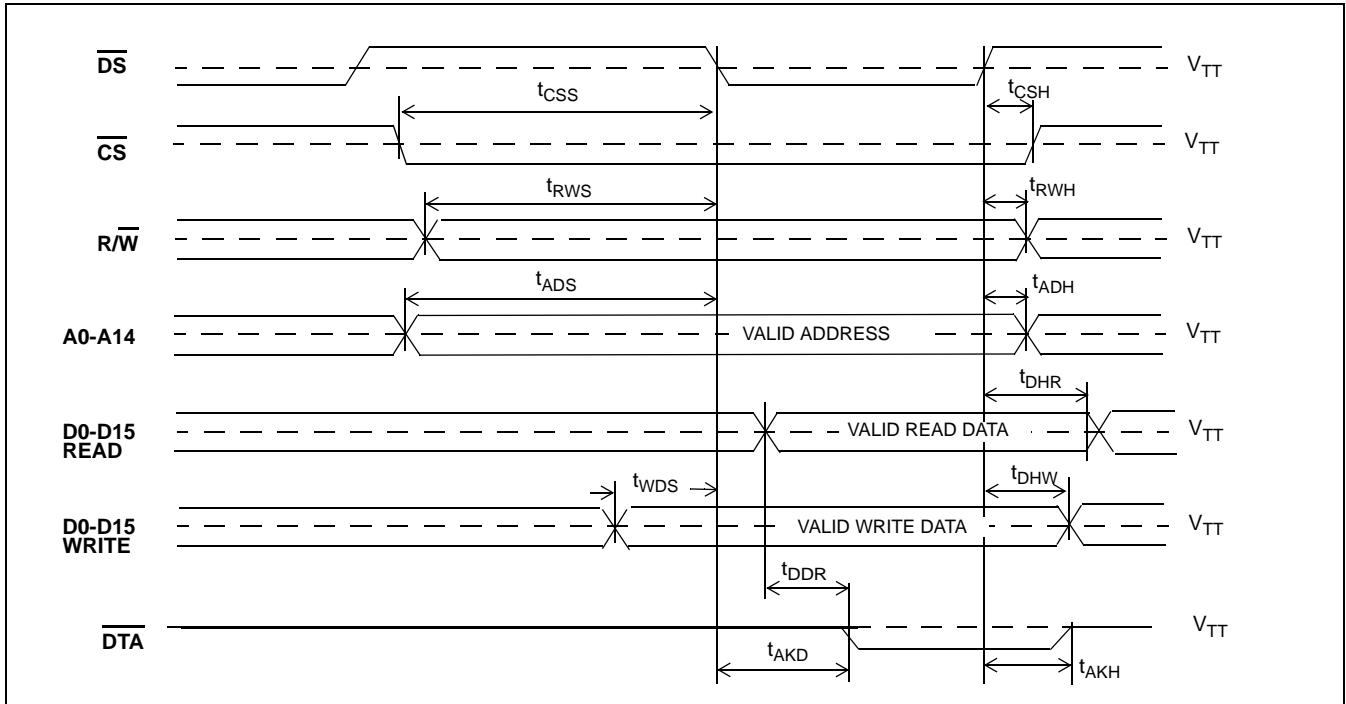 DS
VTT
tCSS
tCSH
CS
VTT
tRWS
tRWH
R/W
VTT
tADS
tADH
A0-A14
VALID ADDRESS
VTT
tDHR
D0-D15
READ
VALID READ DATA
VTT
tWDS
tDHW
D0-D15
WRITE
VALID WRITE DATA
VTT
tDDR
DTA
VTT
tAKD
tAKH